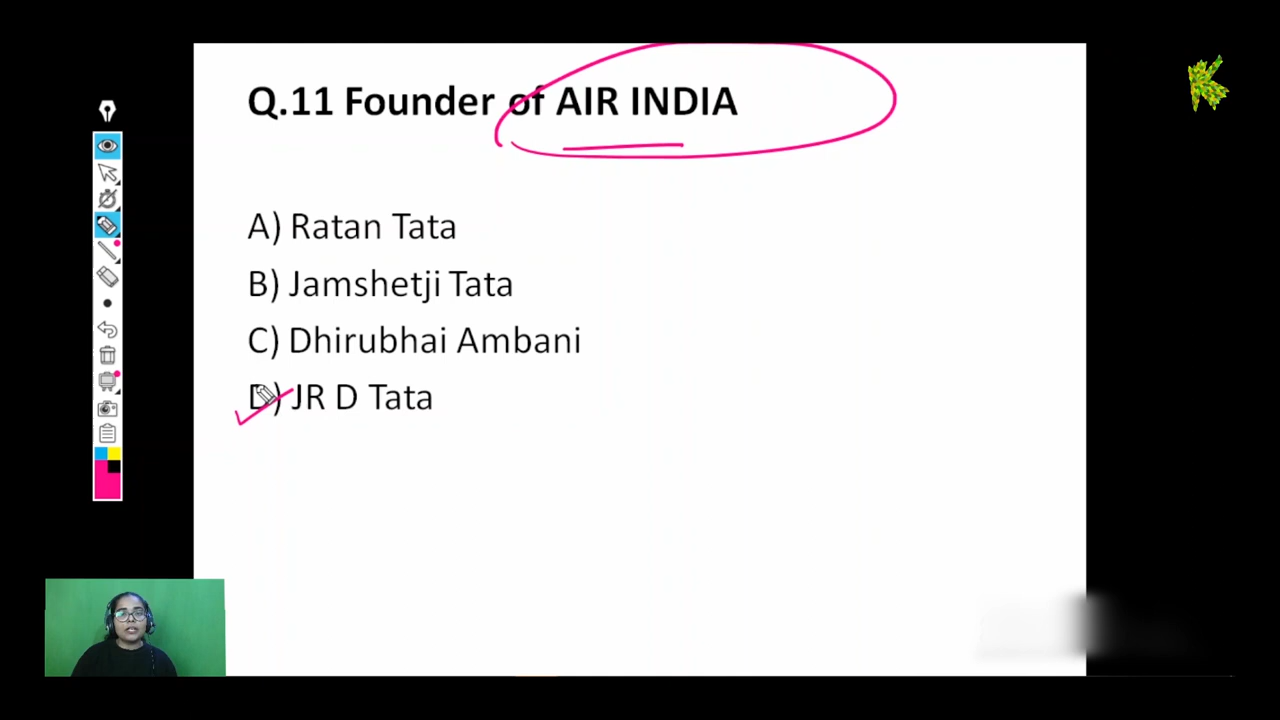 Q.11 Founder of AIR INDIA
A) Ratan Tata
B) Jamshetji Tata
C) Dhirubhai Ambani
D) JR D Tata